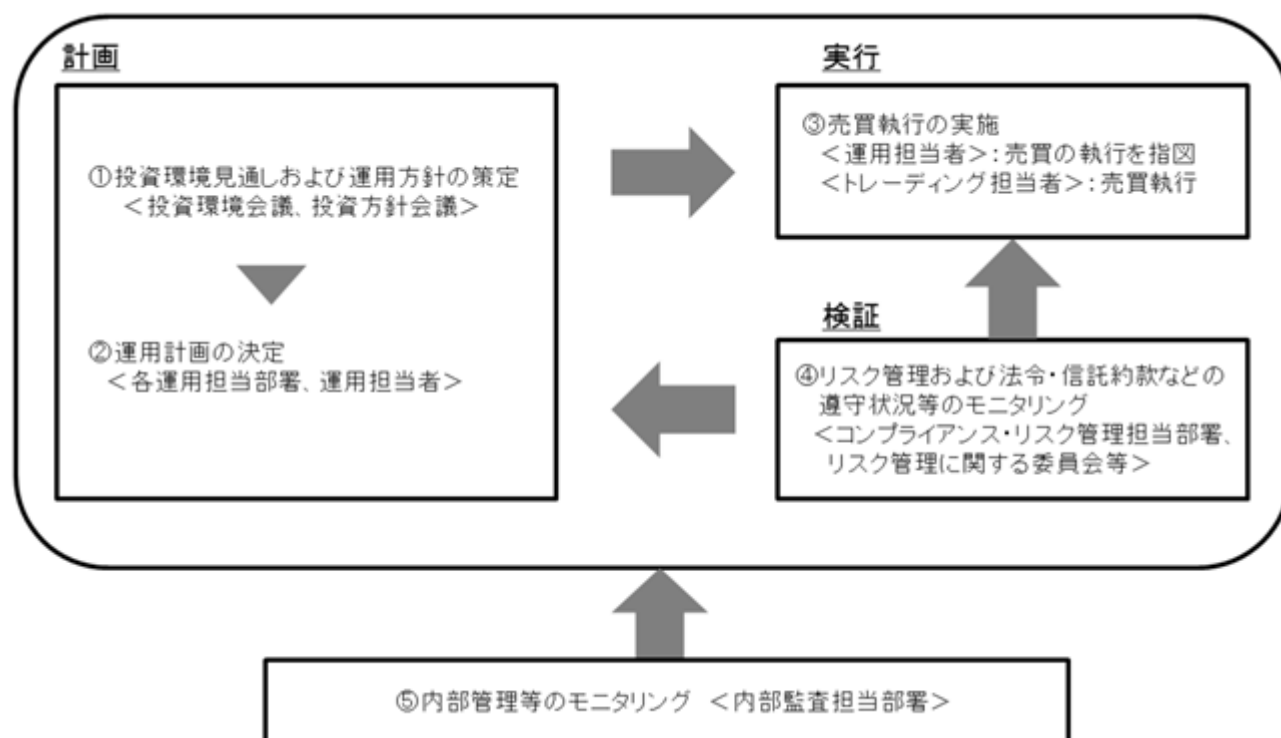 計画
①投資環境見通しおよび運用方針の策定
<投資環境会議、投資方針会議>
②運用計画の決定
<各運用担当部署、運用担当者>
実行
③売買執行の実施
<運用担当者>:売買の執行を指図
<トレーディング担当者>:売買執行
検証
④リスク管理および法令・信託約款などの
遵守状況等のモニタリング
<コンプライアンス・リスク管理担当部署、
リスク管理に関する委員会等>
⑤内部管理等のモニタリング <内部監査担当部署>